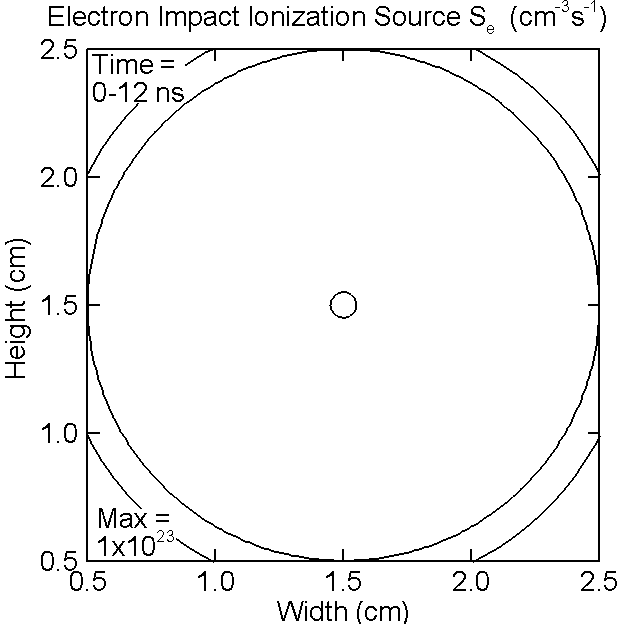 Electron Impact Ionization Source Sₑ (cm⁻³s⁻¹)
Time =
0-12 ns
2.5
2.0
1.5
1.0
0.5
Height (cm)
Max =
1x10²³
0.5 1.0 1.5 2.0 2.5
Width (cm)